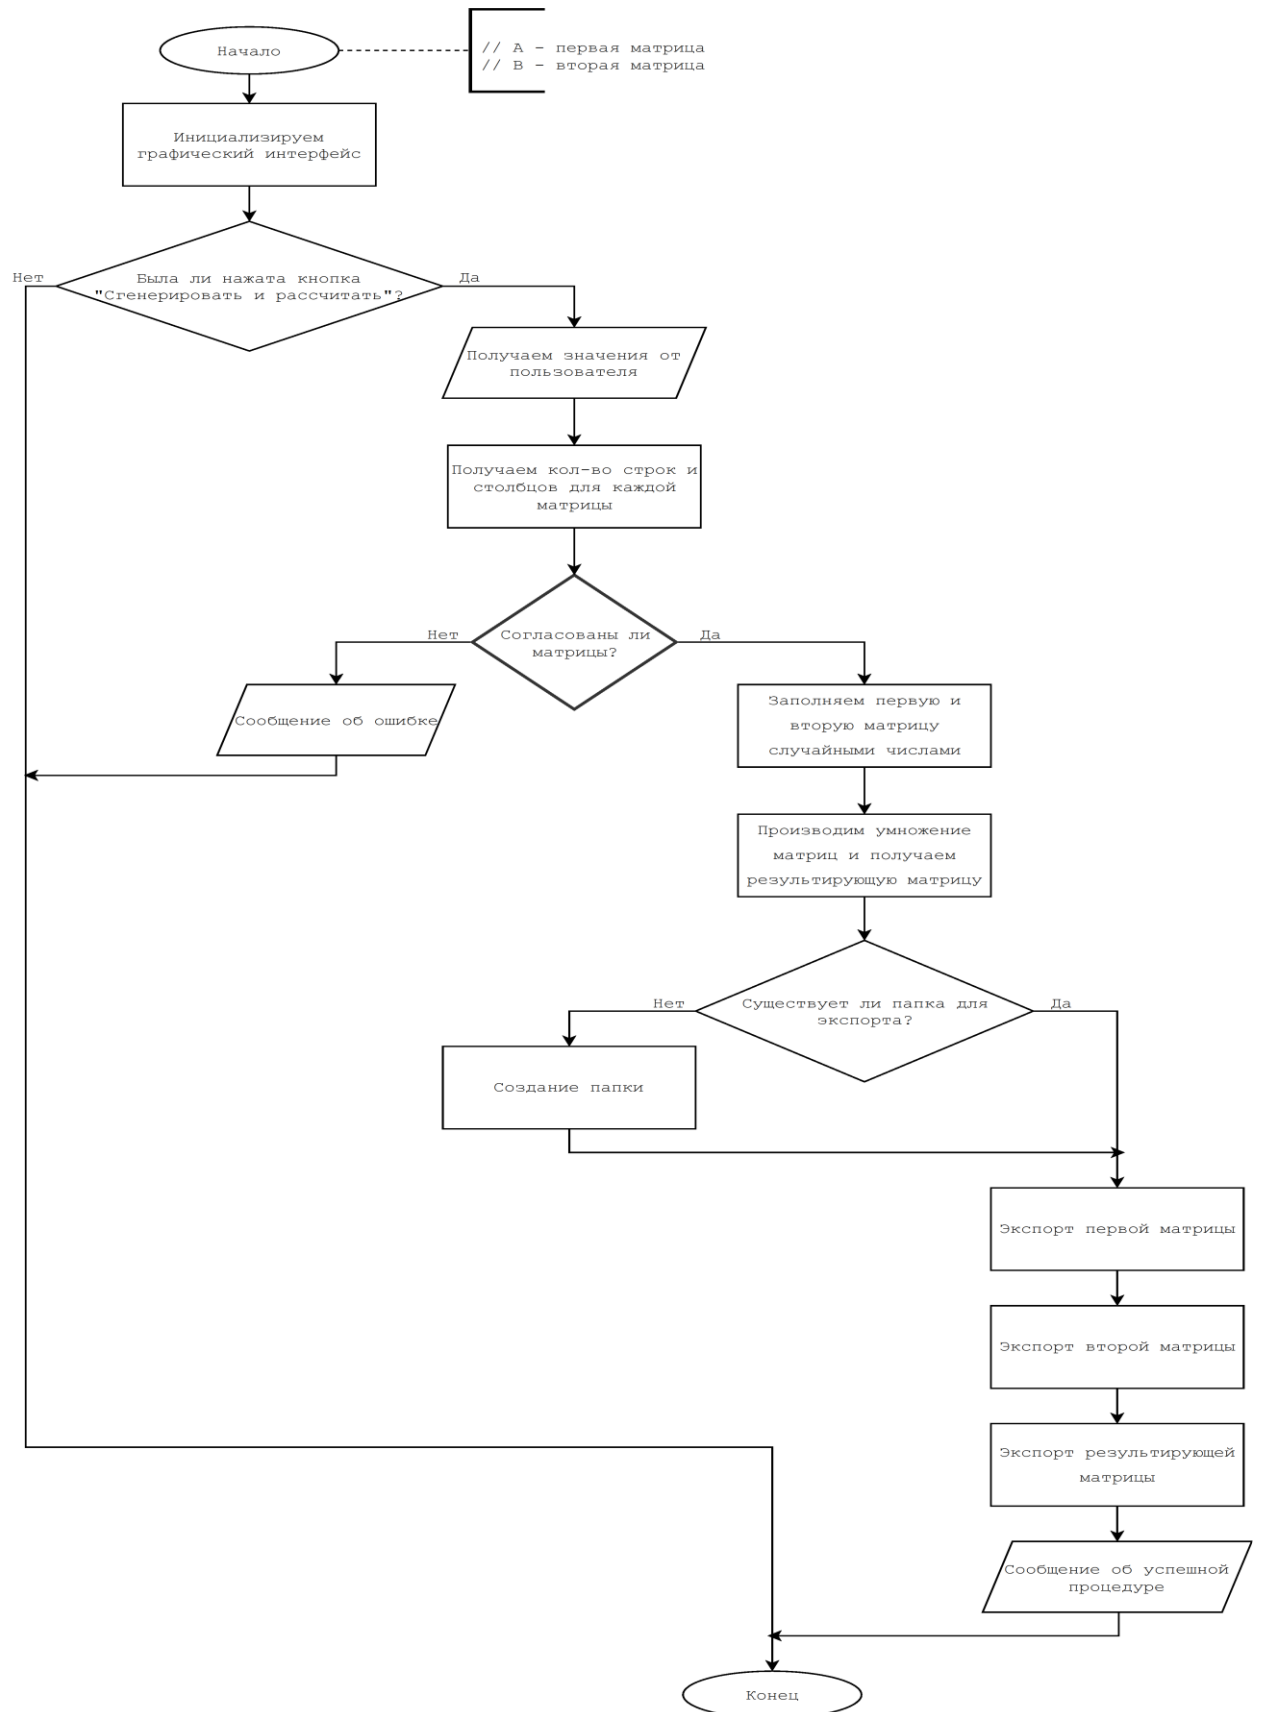 Начало
// A – первая матрица
// B – вторая матрица
Инициализируем
графический интерфейс
Была ли нажата кнопка
"Сгенерировать и рассчитать"?
Нет
Да
Получаем значения от
пользователя
Получаем кол-во строк и
столбцов для каждой
матрицы
Согласованы ли
матрицы?
Нет
Да
Сообщение об ошибке
Заполняем первую и
вторую матрицу
случайными числами
Производим умножение
матриц и получаем
результирующую матрицу
Существует ли папка для
экспорта?
Нет
Да
Создание папки
Экспорт первой матрицы
Экспорт второй матрицы
Экспорт результирующей
матрицы
Сообщение об успешной
процедуре
Конец